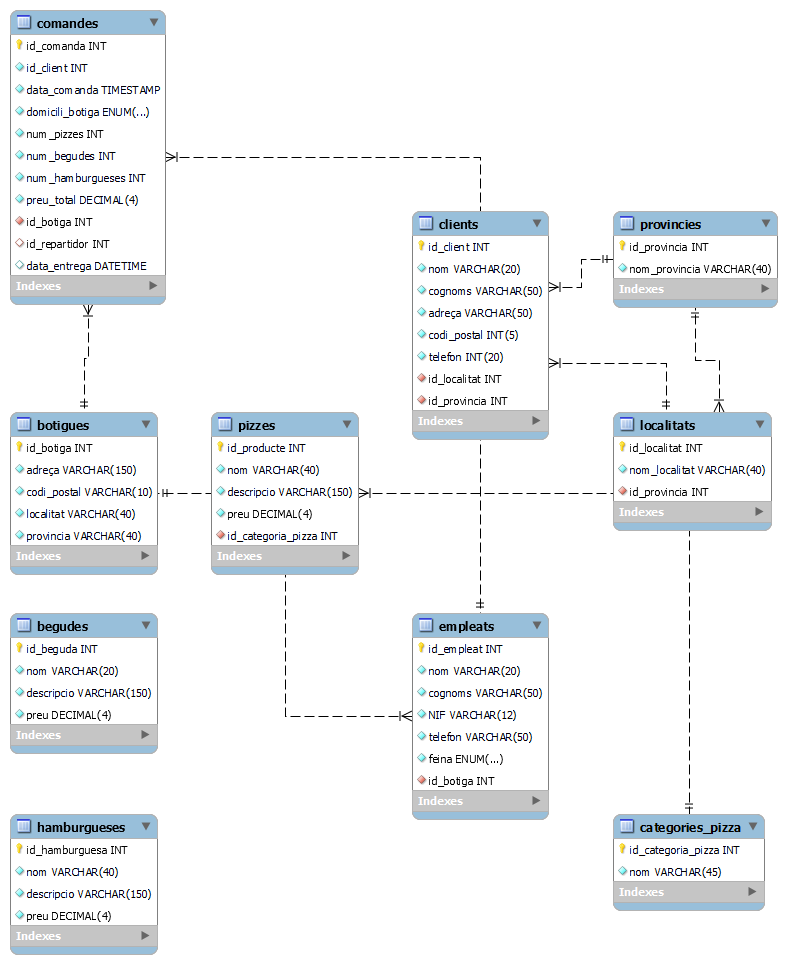 comandes
id_comanda INT
id_client INT
data_comanda TIMESTAMP
domicili_botiga ENUM(...)
num_pizzes INT
num_begudes INT
num_hamburgueses INT
preu_total DECIMAL(4)
id_botiga INT
id_repartidor INT
data_entrega DATETIME
Indexes
clients
id_client INT
nom VARCHAR(20)
cognoms VARCHAR(50)
adreça VARCHAR(50)
codi_postal INT(5)
telefon INT(20)
id_localitat INT
id_provincia INT
Indexes
provincies
id_provincia INT
nom_provincia VARCHAR(40)
Indexes
botigues
id_botiga INT
adreça VARCHAR(150)
codi_postal VARCHAR(10)
localitat VARCHAR(40)
provincia VARCHAR(40)
Indexes
pizzes
id_producte INT
nom VARCHAR(40)
descripcio VARCHAR(150)
preu DECIMAL(4)
id_categoria_pizza INT
Indexes
localitats
id_localitat INT
nom_localitat VARCHAR(40)
id_provincia INT
Indexes
begudes
id_beguda INT
nom VARCHAR(20)
descripcio VARCHAR(150)
preu DECIMAL(4)
Indexes
empleats
id_empleat INT
nom VARCHAR(20)
cognoms VARCHAR(50)
NIF VARCHAR(12)
telefon VARCHAR(50)
feina ENUM(...)
id_botiga INT
Indexes
hamburgueses
id_hamburguesa INT
nom VARCHAR(40)
descripcio VARCHAR(150)
preu DECIMAL(4)
Indexes
categories_pizza
id_categoria_pizza INT
nom VARCHAR(45)
Indexes